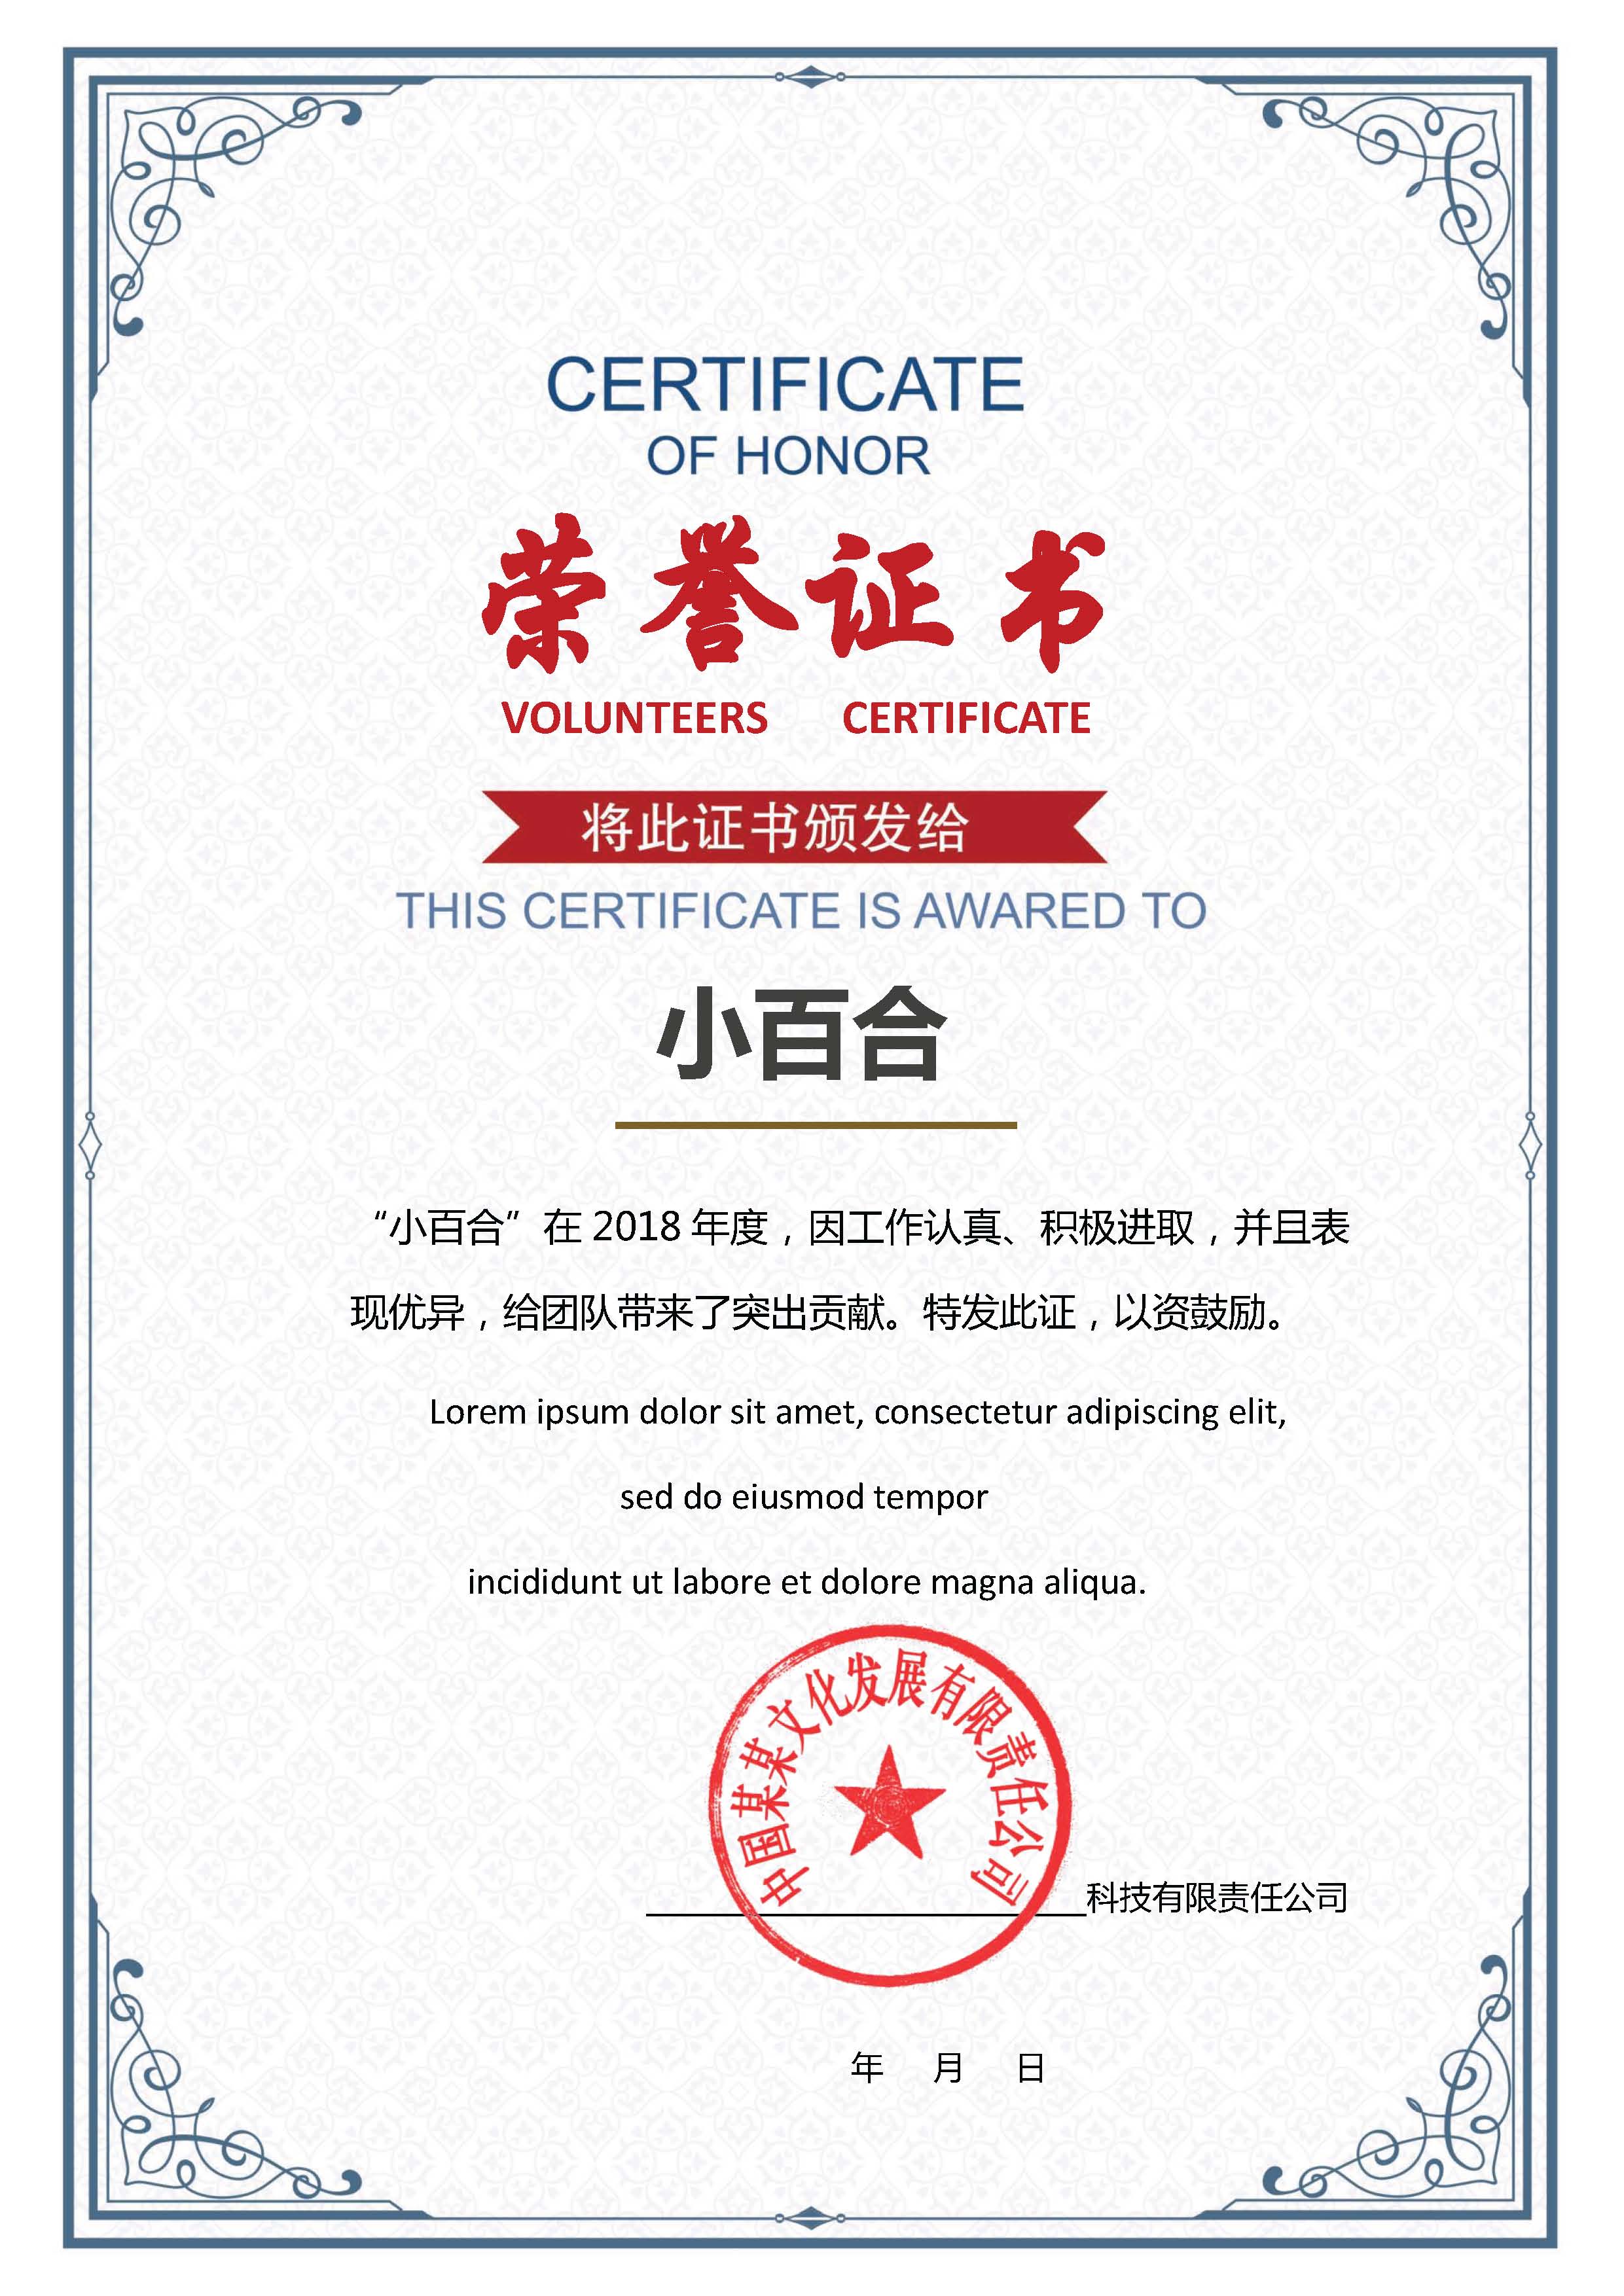 CERTIFICATE
OF HONOR
荣誉证书
VOLUNTEERS CERTIFICATE
将此证书颁发给
THIS CERTIFICATE IS AWARED TO
小百合
“小百合”在 2018 年度，因工作认真、积极进取，并且表
现优异，给团队带来了突出贡献。特发此证，以资鼓励。
Lorem ipsum dolor sit amet, consectetur adipiscing elit,
sed do eiusmod tempor
incididunt ut labore et dolore magna aliqua.
中国某某文化发展有限责任公司
科技有限责任公司
年 月 日